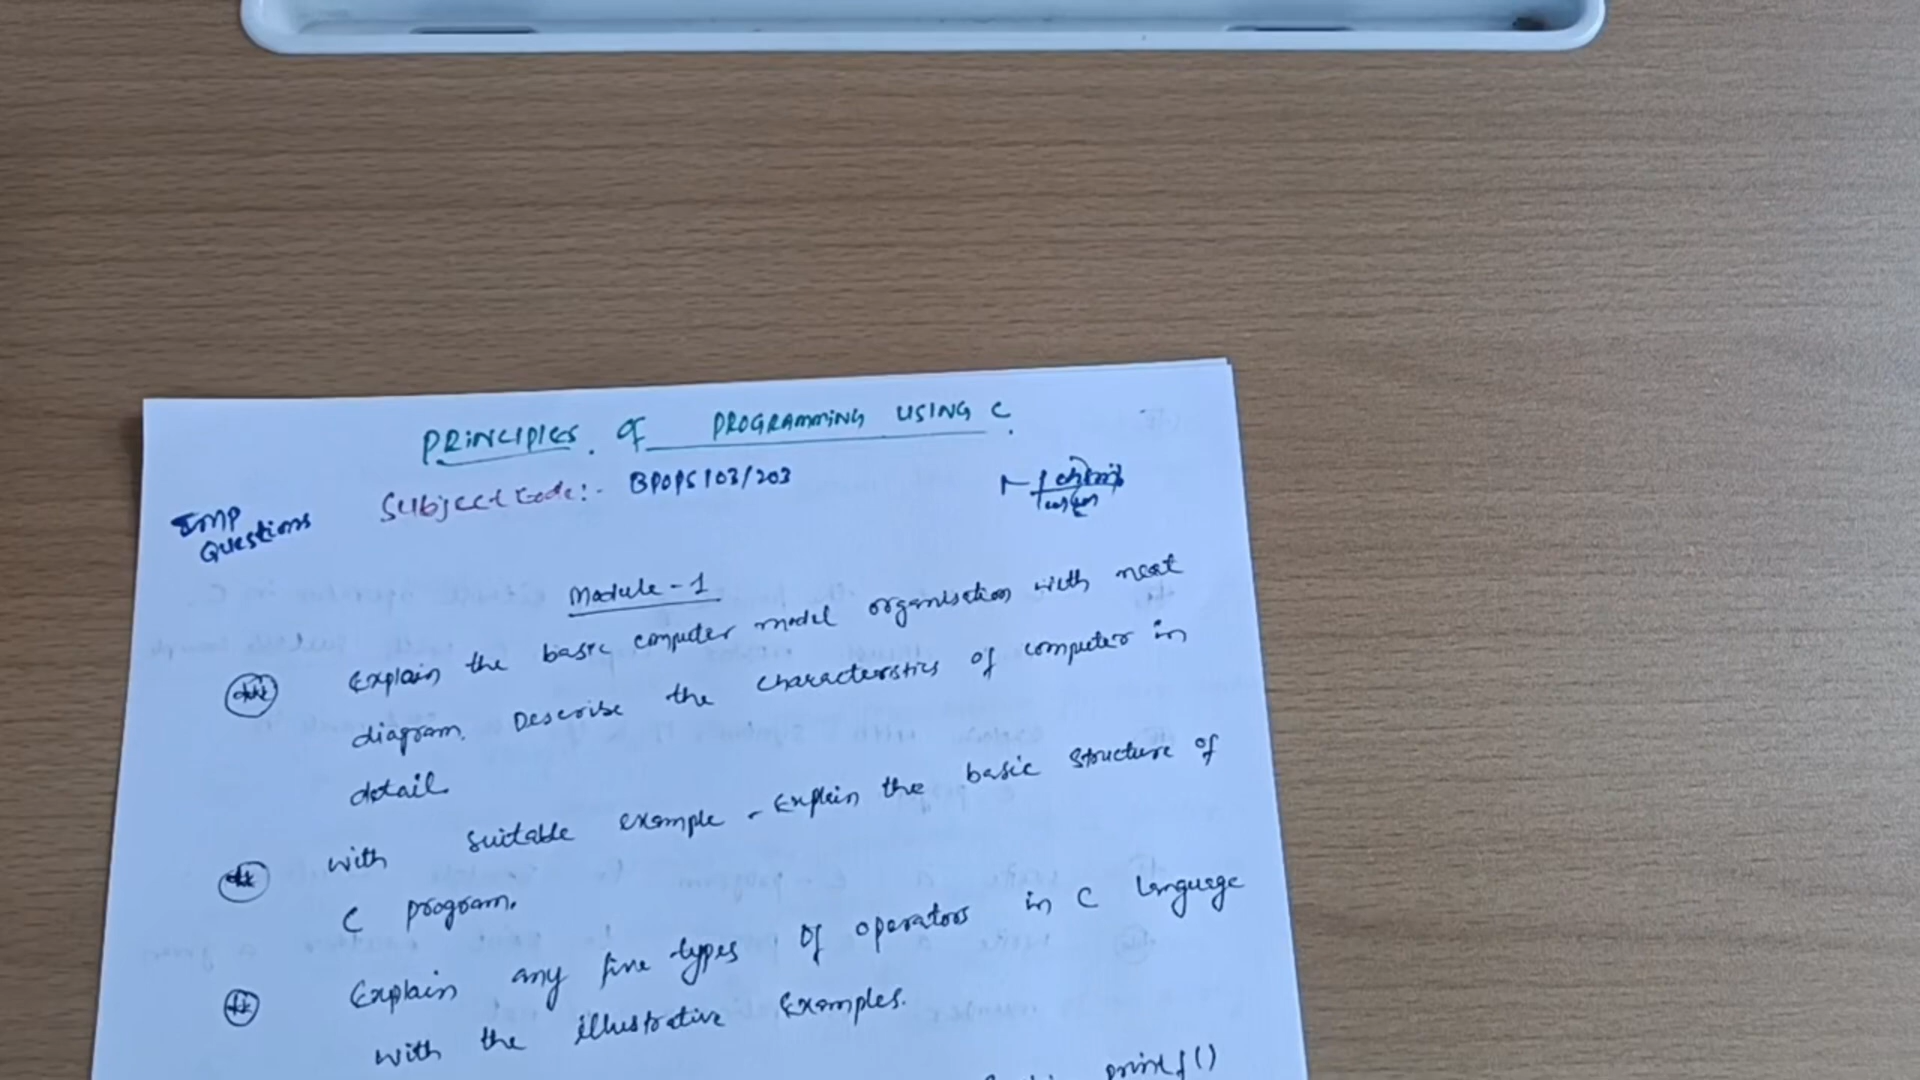 PRINCIPLES OF PROGRAMMING USING C.
Subject Code:- BPOPS103/203
IMP
Questions
Module-1
** Explain the basic computer model organisation with neat
diagram. Describe the characteristics of computer in
detail.
** With suitable example - Explain the basic structure of
C program.
** Explain any five types of operators in C language
with the illustrative Examples.
printf()